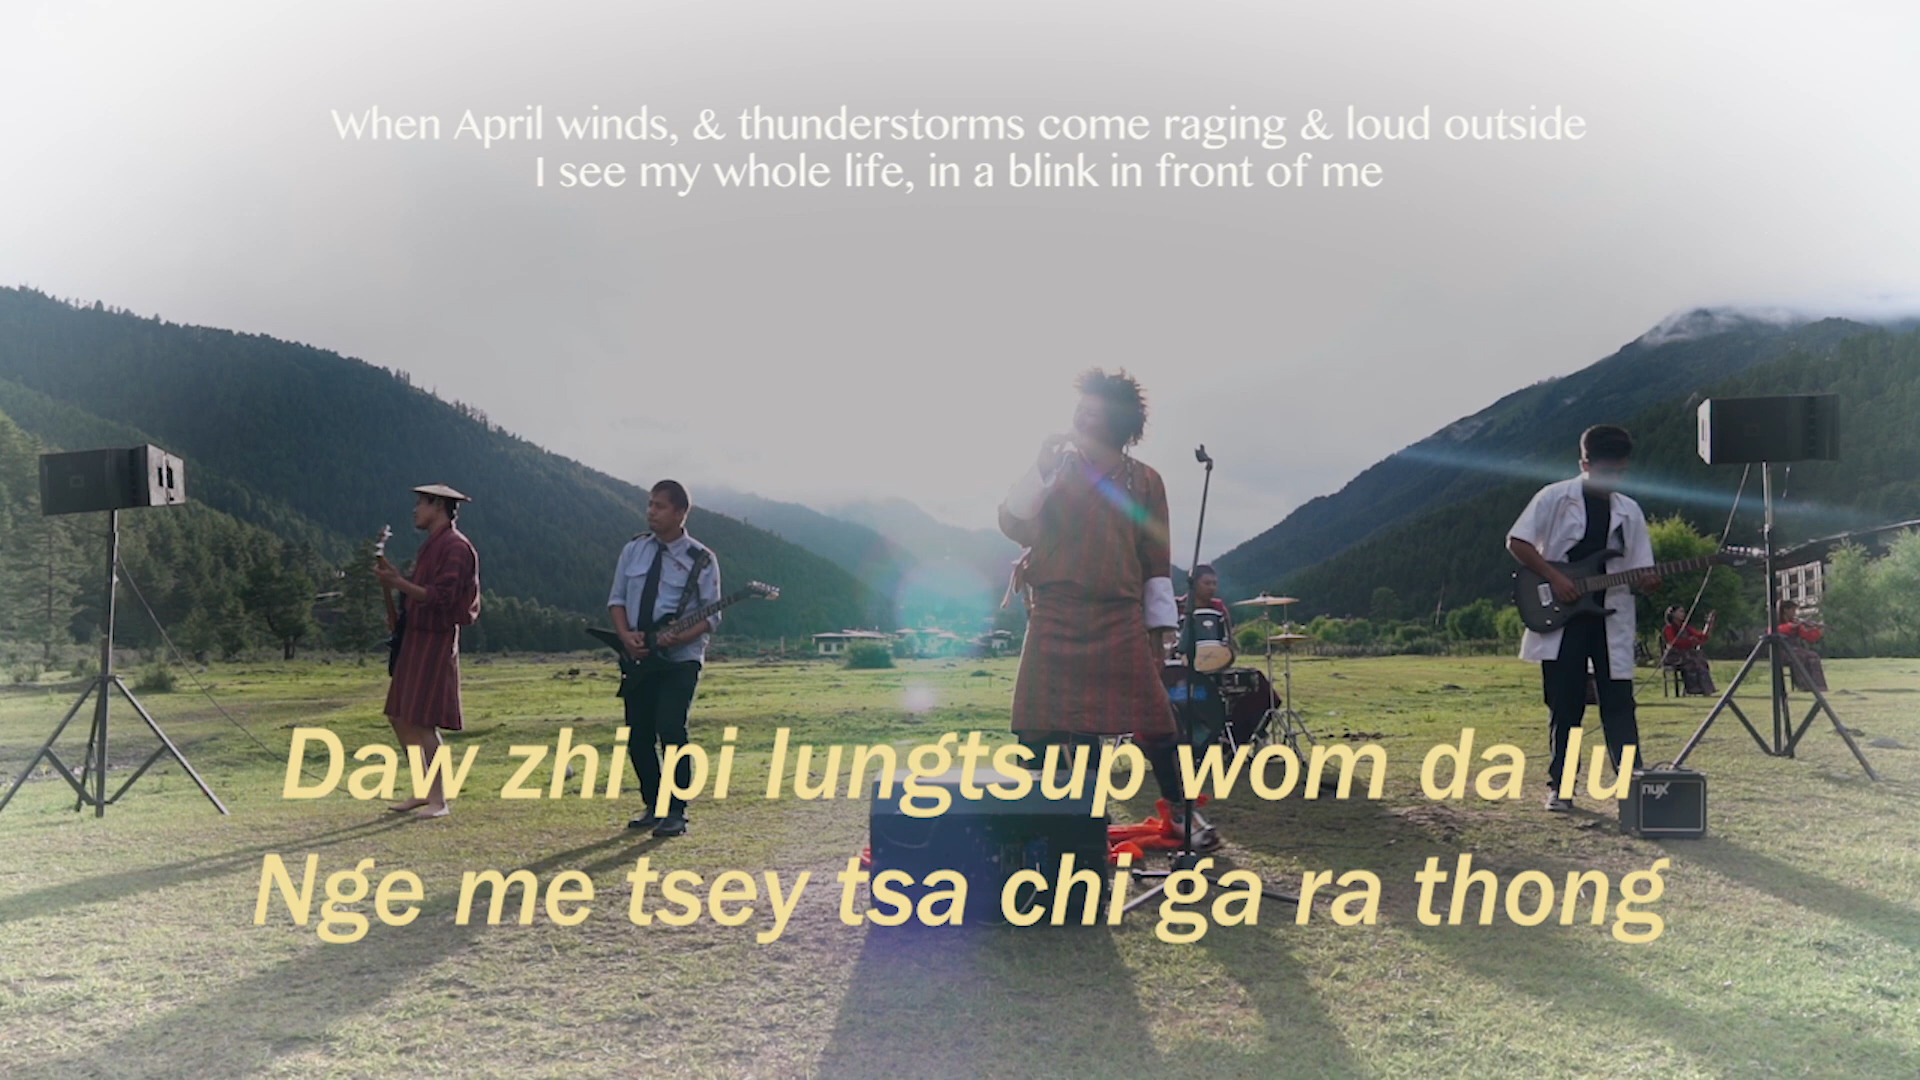 When April winds, & thunderstorms come raging & loud outside
I see my whole life, in a blink in front of me
Daw zhi pi lungtsup wom da lu
Nge me tsey tsa chi ga ra thong
nux